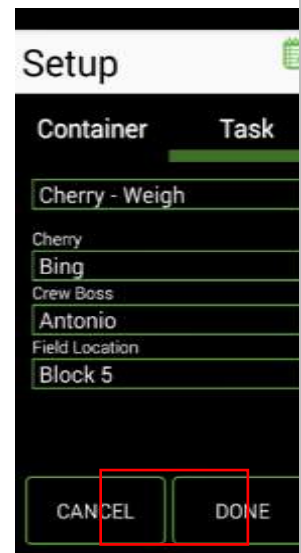 Setup
Container Task
Cherry - Weigh
Cherry
Bing
Crew Boss
Antonio
Field Location
Block 5
CANCEL DONE